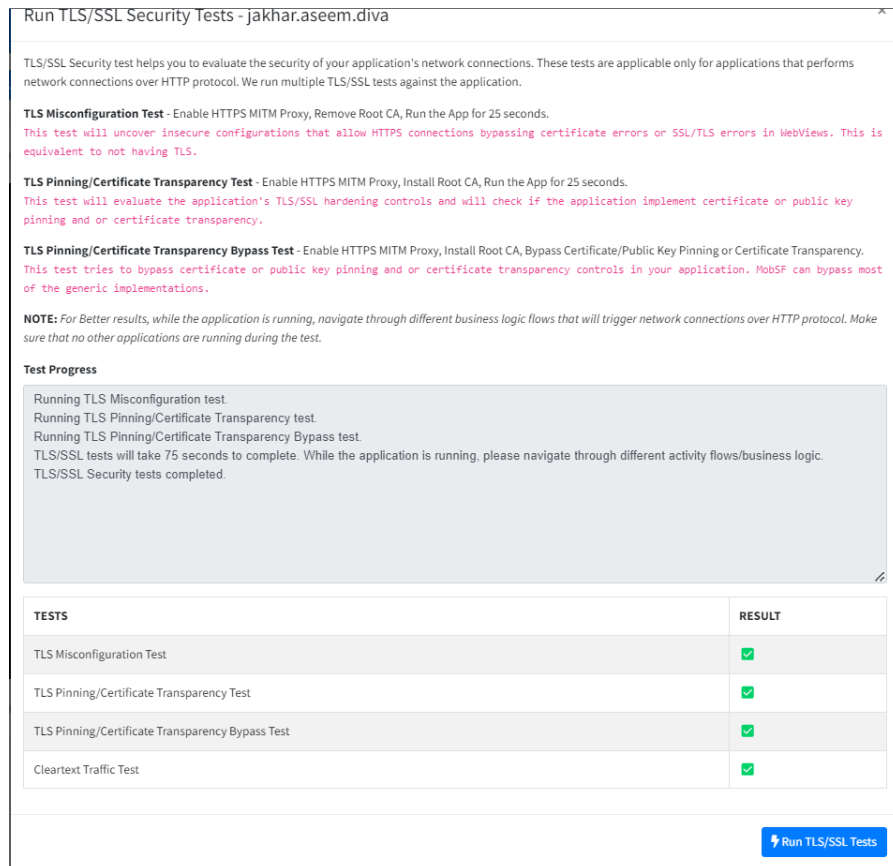 Run TLS/SSL Security Tests - jakhar.aseem.diva
TLS/SSL Security test helps you to evaluate the security of your application's network connections. These tests are applicable only for applications that performs
network connections over HTTP protocol. We run multiple TLS/SSL tests against the application.
TLS Misconfiguration Test - Enable HTTPS MITM Proxy, Remove Root CA, Run the App for 25 seconds.
This test will uncover insecure configurations that allow HTTPS connections bypassing certificate errors or SSL/TLS errors in WebViews. This is
equivalent to not having TLS.
TLS Pinning/Certificate Transparency Test - Enable HTTPS MITM Proxy, Install Root CA, Run the App for 25 seconds.
This test will evaluate the application's TLS/SSL hardening controls and will check if the application implement certificate or public key
pinning and or certificate transparency.
TLS Pinning/Certificate Transparency Bypass Test - Enable HTTPS MITM Proxy, Install Root CA, Bypass Certificate/Public Key Pinning or Certificate Transparency.
This test tries to bypass certificate or public key pinning and or certificate transparency controls in your application. MobSF can bypass most
of the generic implementations.
NOTE: For Better results, while the application is running, navigate through different business logic flows that will trigger network connections over HTTP protocol. Make
sure that no other applications are running during the test.
Test Progress
Running TLS Misconfiguration test.
Running TLS Pinning/Certificate Transparency test.
Running TLS Pinning/Certificate Transparency Bypass test.
TLS/SSL tests will take 75 seconds to complete. While the application is running, please navigate through different activity flows/business logic.
TLS/SSL Security tests completed.
TESTS RESULT
TLS Misconfiguration Test
TLS Pinning/Certificate Transparency Test
TLS Pinning/Certificate Transparency Bypass Test
Cleartext Traffic Test
Run TLS/SSL Tests